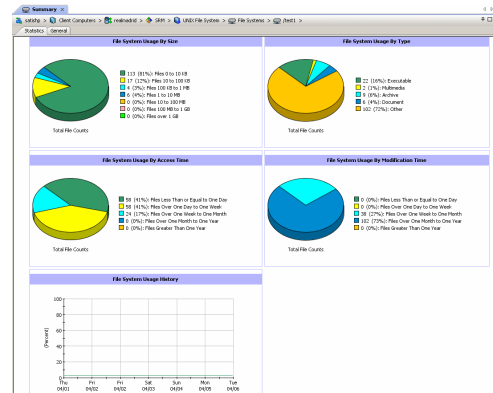 Summary
satixhp > Client Computers > realmadrid > SRM > UNIX File System > File Systems > /test1 >
Statistics General
File System Usage By Size
113 (81%): Files 0 to 10 kB
17 (12%): Files 10 to 100 kB
4 (3%): Files 100 kB to 1 MB
6 (4%): Files 1 to 10 MB
0 (0%): Files 10 to 100 MB
0 (0%): Files 100 MB to 1 GB
0 (0%): Files over 1 GB
Total File Counts
File System Usage By Type
22 (16%): Executable
2 (1%): Multimedia
9 (6%): Archive
6 (4%): Document
102 (72%): Other
Total File Counts
File System Usage By Access Time
58 (41%): Files Less Than or Equal to One Day
58 (41%): Files Over One Day to One Week
24 (17%): Files Over One Week to One Month
0 (0%): Files Over One Month to One Year
0 (0%): Files Greater Than One Year
Total File Counts
File System Usage By Modification Time
0 (0%): Files Less Than or Equal to One Day
0 (0%): Files Over One Day to One Week
38 (27%): Files Over One Week to One Month
102 (73%): Files Over One Month to One Year
0 (0%): Files Greater Than One Year
Total File Counts
File System Usage History
100
80
60
40
20
0
(Percent)
Thu Fri Fri Sat Sun Mon Tue
04/01 04/02 04/02 04/03 04/04 04/05 04/06